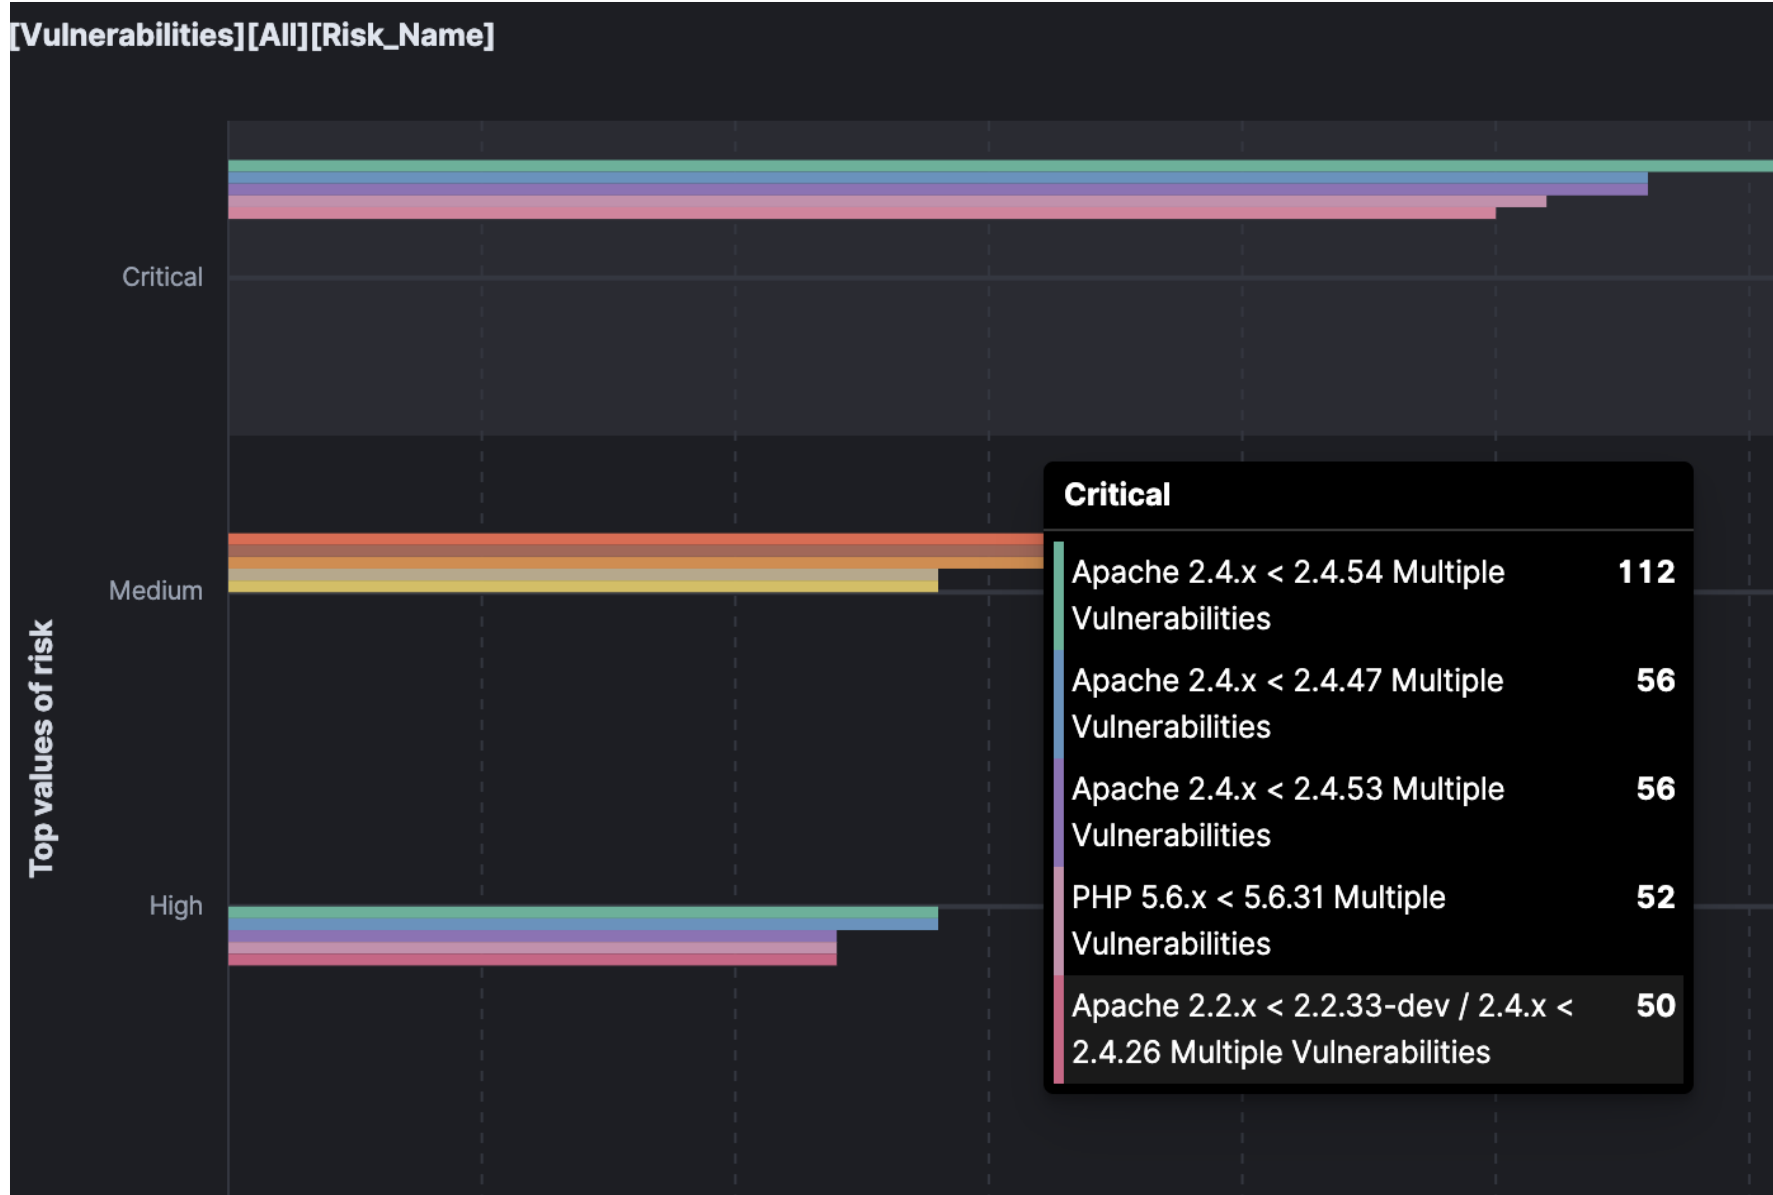 [Vulnerabilities][All][Risk_Name]
Critical
Medium
High
Top values of risk
Critical
Apache 2.4.x < 2.4.54 Multiple 112
Vulnerabilities
Apache 2.4.x < 2.4.47 Multiple 56
Vulnerabilities
Apache 2.4.x < 2.4.53 Multiple 56
Vulnerabilities
PHP 5.6.x < 5.6.31 Multiple 52
Vulnerabilities
Apache 2.2.x < 2.2.33-dev / 2.4.x < 50
2.4.26 Multiple Vulnerabilities